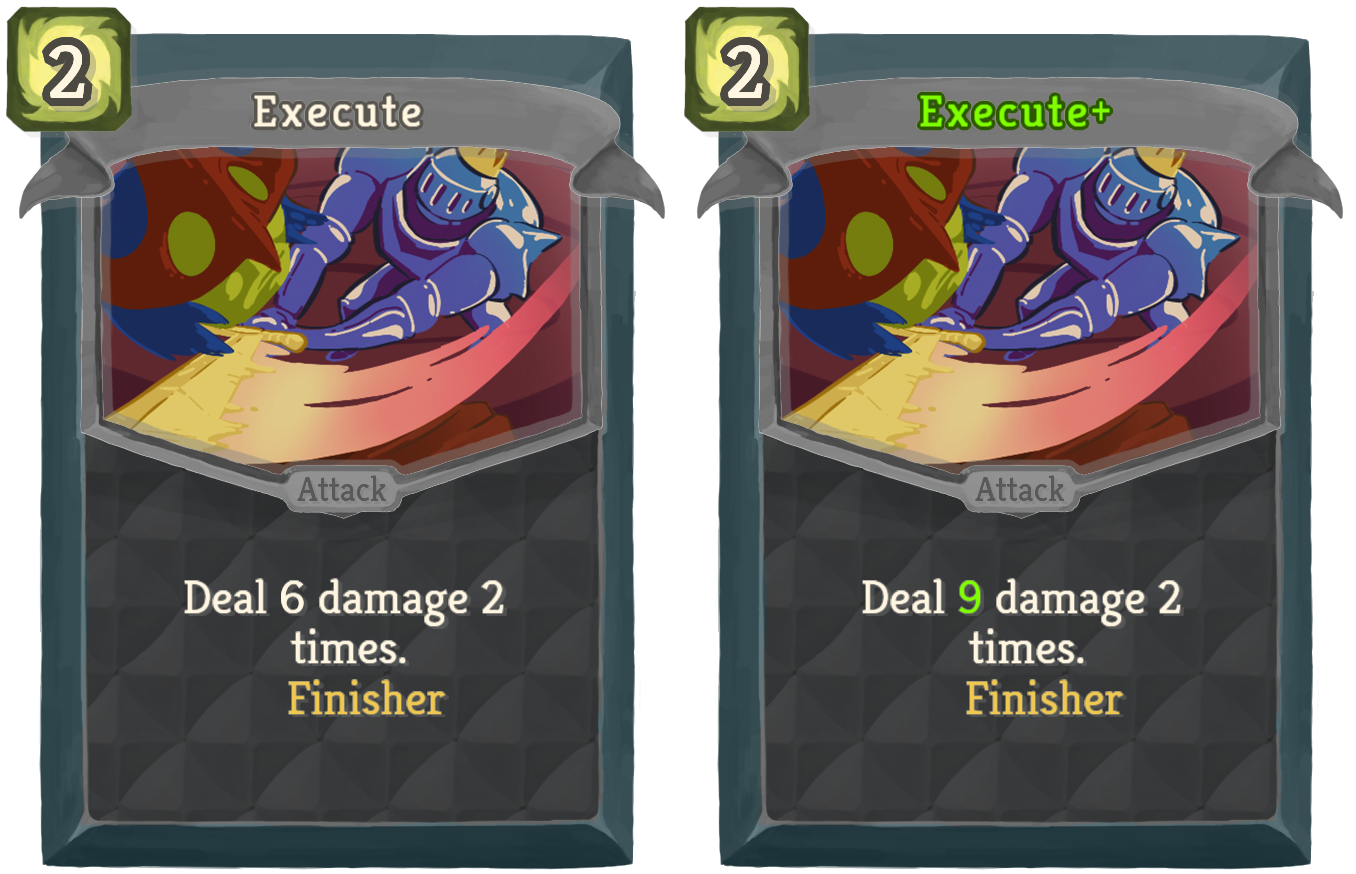 2
Execute
Attack
Deal 6 damage 2
times.
Finisher
2
Execute+
Attack
Deal 9 damage 2
times.
Finisher